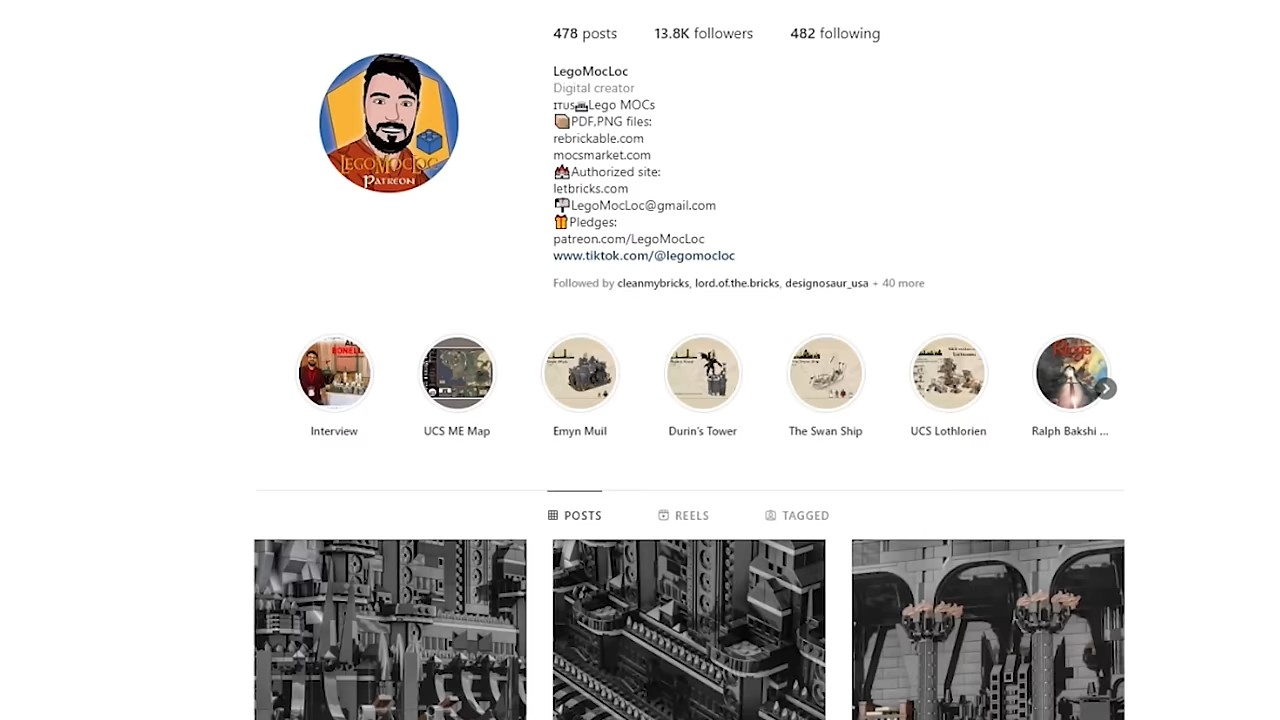 478 posts 13.8K followers 482 following
LegoMocLoc
Digital creator
ITUS Lego MOCs
PDF,PNG files:
rebrickable.com
mocsmarket.com
Authorized site:
letbricks.com
LegoMocLoc@gmail.com
Pledges:
patreon.com/LegoMocLoc
www.tiktok.com/@legomocloc
Followed by cleanmybricks, lord.of.the.bricks, designosaur_usa + 40 more
LEGOMOCLOC
PATREON
Interview UCS ME Map Emyn Muil Durin's Tower The Swan Ship UCS Lothlorien Ralph Bakshi ...
POSTS REELS TAGGED